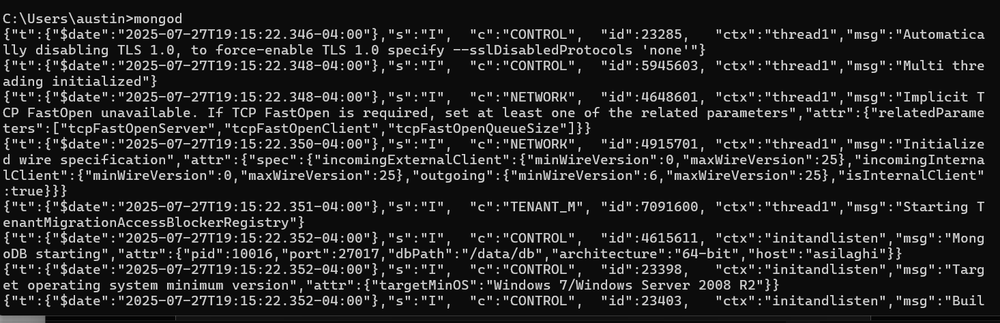 C:\Users\austin>mongod
{"t":{"$date":"2025-07-27T19:15:22.346-04:00"},"s":"I",  "c":"CONTROL",  "id":23285,   "ctx":"thread1","msg":"Automatica
lly disabling TLS 1.0, to force-enable TLS 1.0 specify --sslDisabledProtocols 'none'"}
{"t":{"$date":"2025-07-27T19:15:22.348-04:00"},"s":"I",  "c":"CONTROL",  "id":5945603, "ctx":"thread1","msg":"Multi thre
ading initialized"}
{"t":{"$date":"2025-07-27T19:15:22.348-04:00"},"s":"I",  "c":"NETWORK",  "id":4648601, "ctx":"thread1","msg":"Implicit T
CP FastOpen unavailable. If TCP FastOpen is required, set at least one of the related parameters","attr":{"relatedParame
ters":["tcpFastOpenServer","tcpFastOpenClient","tcpFastOpenQueueSize"]}}
{"t":{"$date":"2025-07-27T19:15:22.350-04:00"},"s":"I",  "c":"NETWORK",  "id":4915701, "ctx":"thread1","msg":"Initialize
d wire specification","attr":{"spec":{"incomingExternalClient":{"minWireVersion":0,"maxWireVersion":25},"incomingInterna
lClient":{"minWireVersion":0,"maxWireVersion":25},"outgoing":{"minWireVersion":6,"maxWireVersion":25},"isInternalClient"
:true}}}
{"t":{"$date":"2025-07-27T19:15:22.351-04:00"},"s":"I",  "c":"TENANT_M", "id":7091600, "ctx":"thread1","msg":"Starting T
enantMigrationAccessBlockerRegistry"}
{"t":{"$date":"2025-07-27T19:15:22.352-04:00"},"s":"I",  "c":"CONTROL",  "id":4615611, "ctx":"initandlisten","msg":"Mong
oDB starting","attr":{"pid":10016,"port":27017,"dbPath":"/data/db","architecture":"64-bit","host":"asilaghi"}}
{"t":{"$date":"2025-07-27T19:15:22.352-04:00"},"s":"I",  "c":"CONTROL",  "id":23398,   "ctx":"initandlisten","msg":"Targ
et operating system minimum version","attr":{"targetMinOS":"Windows 7/Windows Server 2008 R2"}}
{"t":{"$date":"2025-07-27T19:15:22.352-04:00"},"s":"I",  "c":"CONTROL",  "id":23403,   "ctx":"initandlisten","msg":"Buil